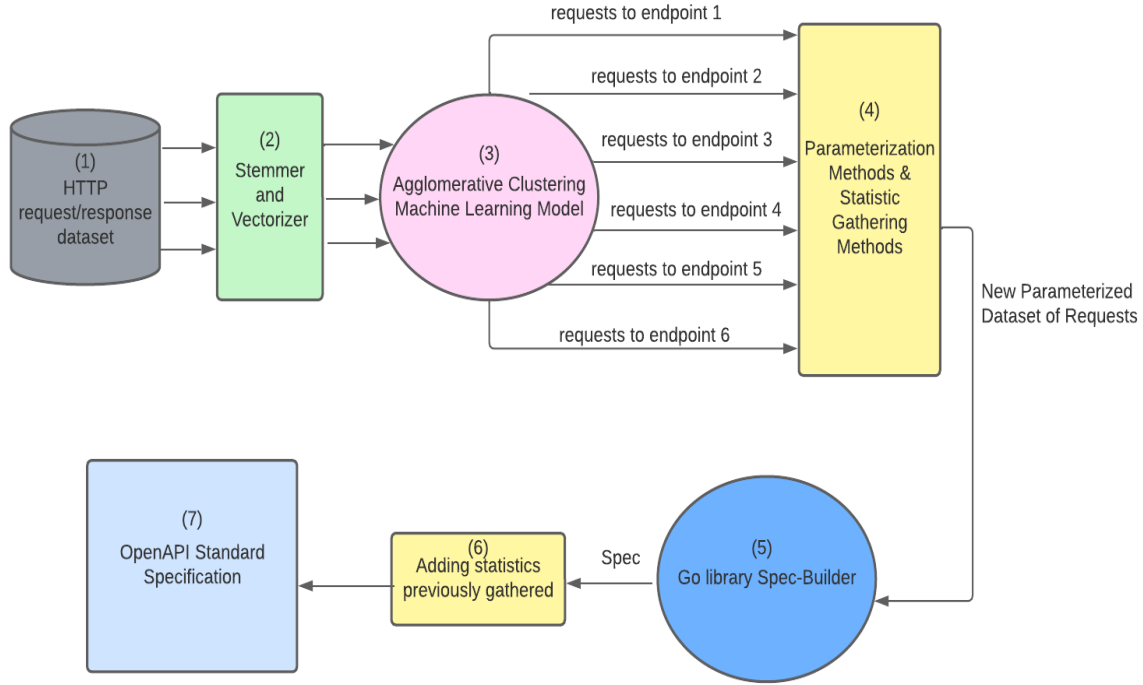 requests to endpoint 1
requests to endpoint 2
requests to endpoint 3
requests to endpoint 4
requests to endpoint 5
requests to endpoint 6
(1)
HTTP
request/response
dataset
(2)
Stemmer
and
Vectorizer
(3)
Agglomerative Clustering
Machine Learning Model
(4)
Parameterization
Methods &
Statistic
Gathering
Methods
New Parameterized
Dataset of Requests
(5)
Go library Spec-Builder
Spec
(6)
Adding statistics
previously gathered
(7)
OpenAPI Standard
Specification